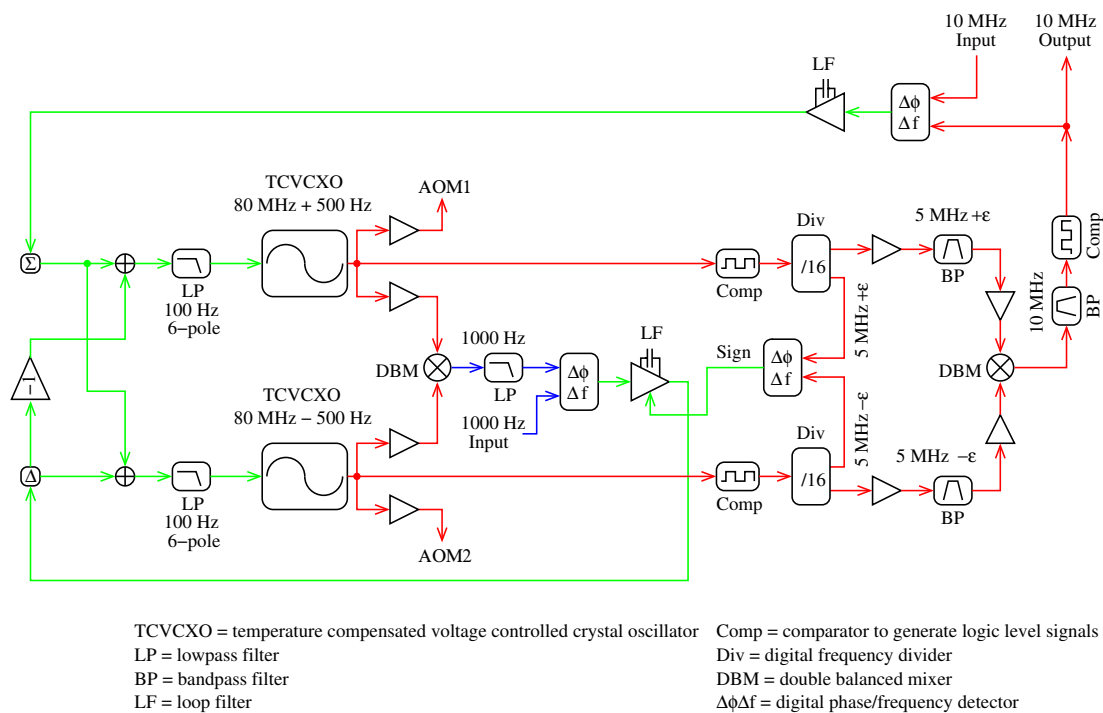 10 MHz
Input
10 MHz
Output
LF
Δϕ
Δf
TCVCXO
80 MHz + 500 Hz
AOM1
Div
5 MHz +ε
Comp
Σ
LP
100 Hz
6−pole
Comp
/16
BP
10 MHz
BP
5 MHz +ε
1000 Hz
LF
Sign
DBM
LP
Δϕ
Δf
Δϕ
Δf
DBM
−1
TCVCXO
80 MHz − 500 Hz
1000 Hz
Input
5 MHz −ε
Div
5 MHz −ε
Δ
LP
100 Hz
6−pole
Comp
/16
BP
AOM2
TCVCXO = temperature compensated voltage controlled crystal oscillator
LP = lowpass filter
BP = bandpass filter
LF = loop filter
Comp = comparator to generate logic level signals
Div = digital frequency divider
DBM = double balanced mixer
ΔϕΔf = digital phase/frequency detector